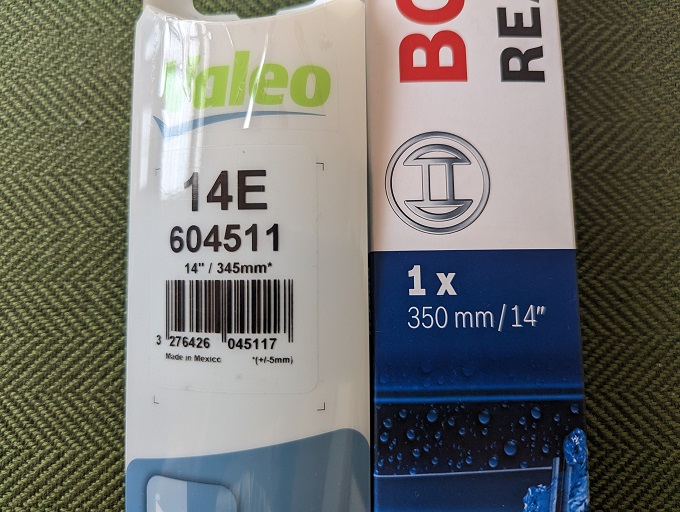 Valeo
14E
604511
14" / 345mm*
3 276426 045117
Made in Mexico *(+/-5mm)
1 x
350 mm/14"